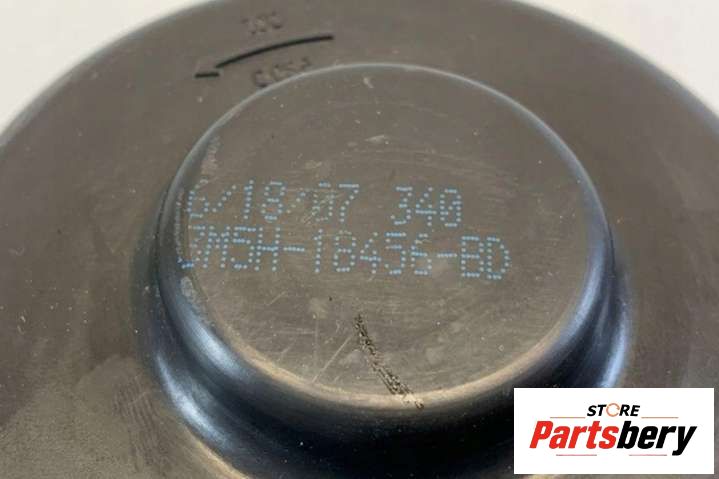 6/18/07 340
3M5H-18456-BD
STORE
Partsbery